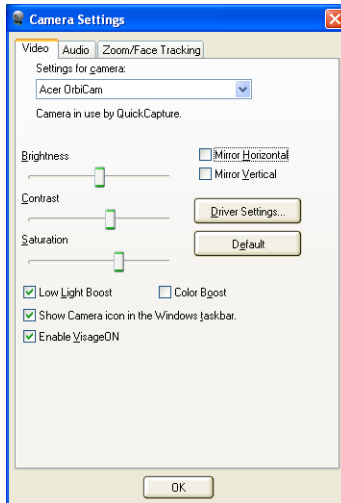 Camera Settings
Video Audio Zoom/Face Tracking
Settings for camera:
Acer OrbiCam
Camera in use by QuickCapture.
Brightness
Mirror Horizontal
Mirror Vertical
Contrast
Driver Settings...
Saturation
Default
Low Light Boost Color Boost
Show Camera icon in the Windows taskbar.
Enable VisageON
OK